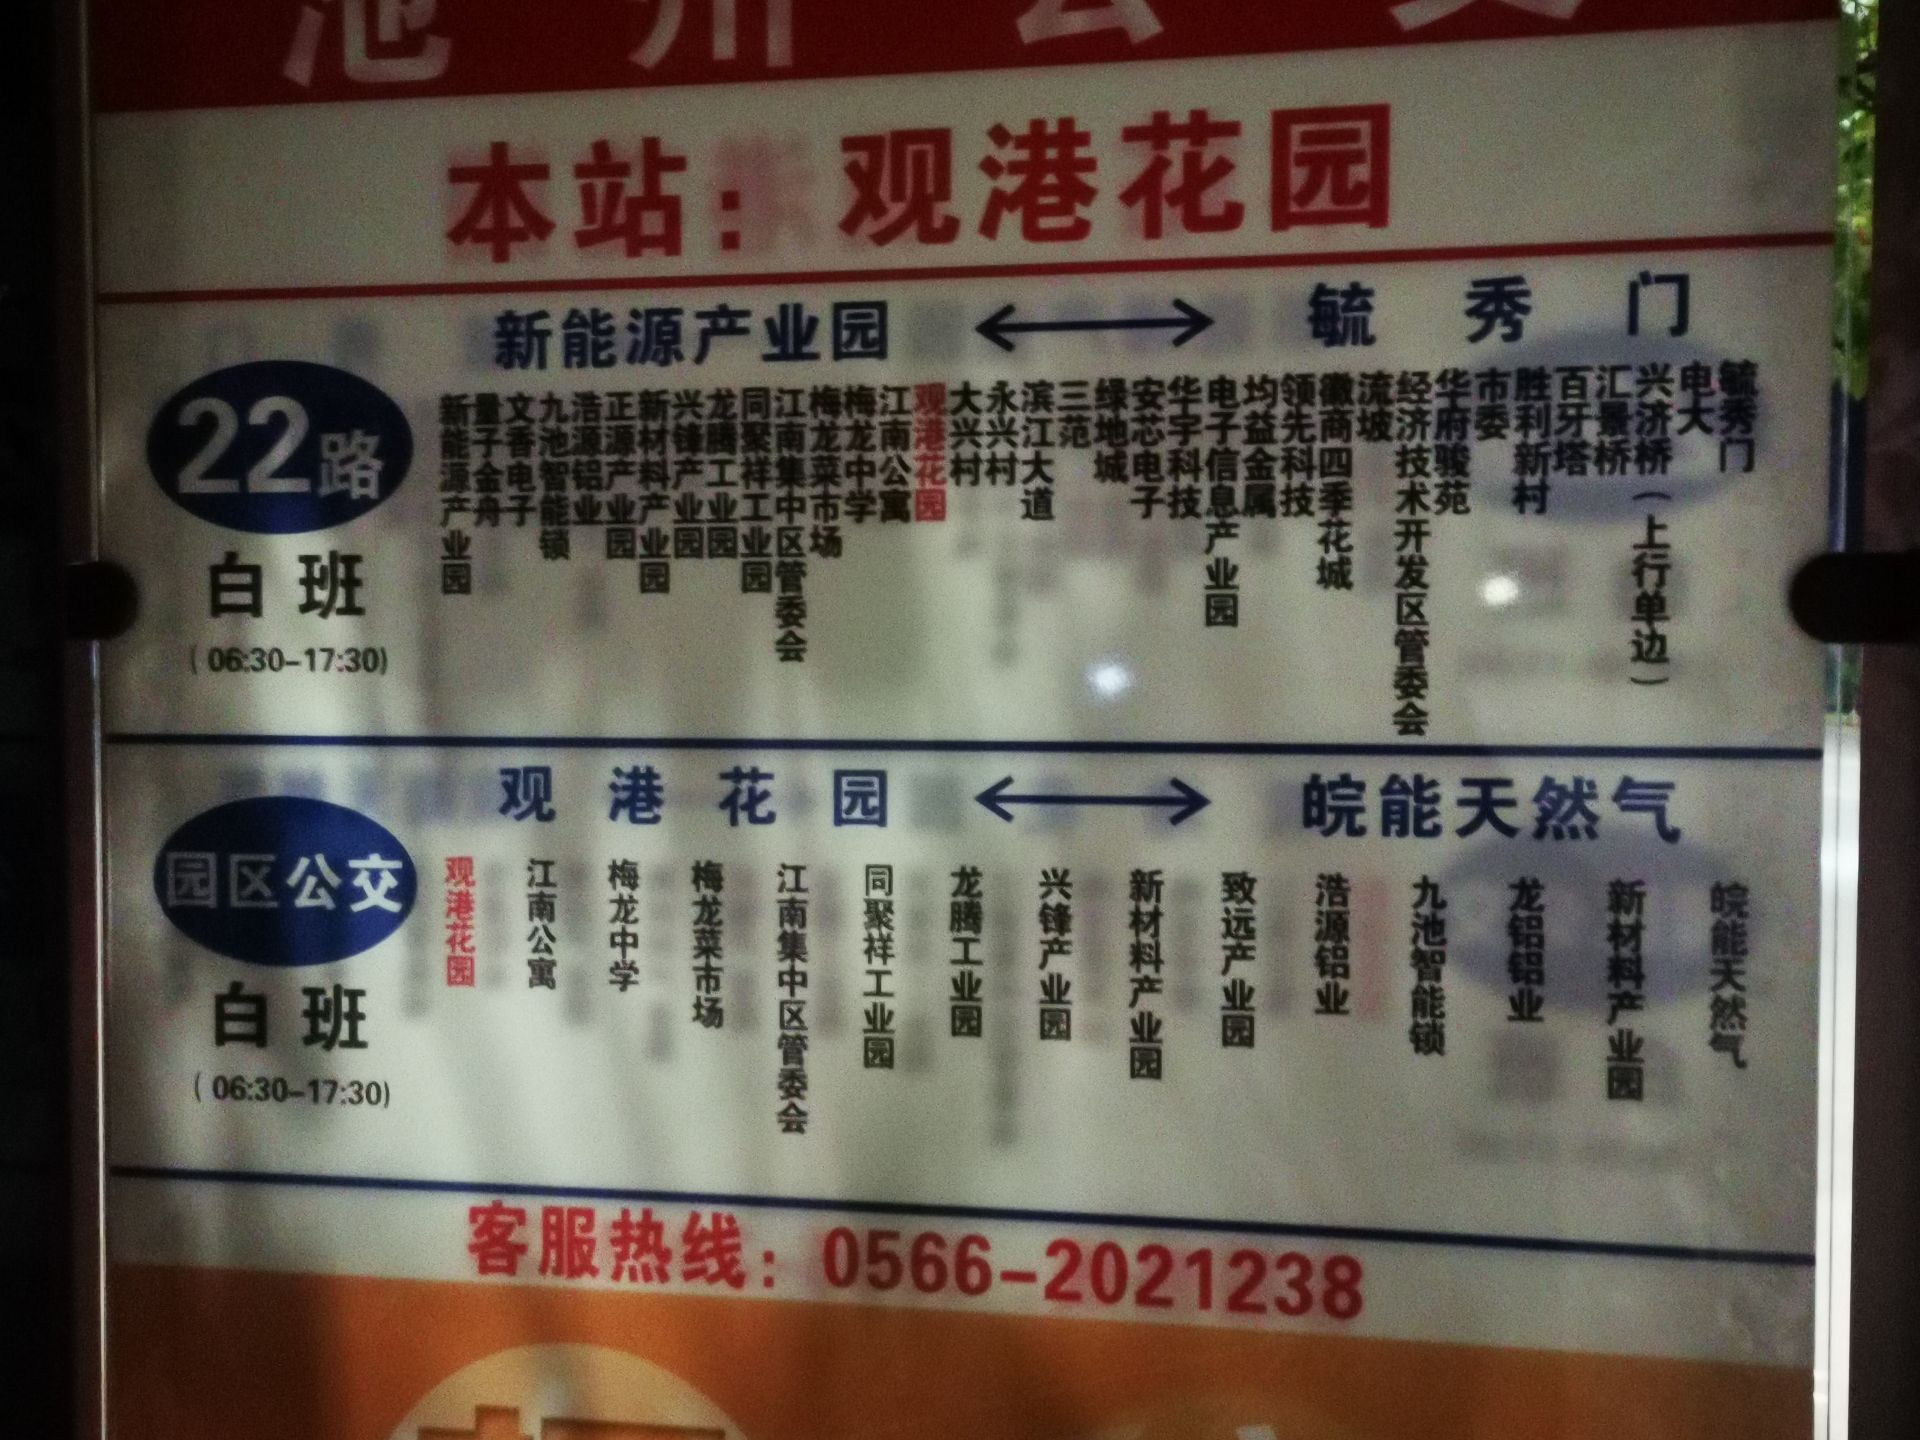 池州公交
本站：观港花园
新能源产业园 ←→ 毓秀门
22路
白班
(06:30-17:30)
新能源产业园
量子金舟
文香电子
九池智能锁
浩源铝业
正源产业园
新材料产业园
兴锋产业园
龙腾工业园
同聚祥工业园
江南集中区管委会
梅龙菜市场
梅龙中学
江南公寓
观港花园
大兴村
永兴村
滨江大道
三范
绿地城
安芯电子
华宇科技
电子信息产业园
均益金属
领先科技
徽商四季花城
流坡
经济技术开发区管委会
华府骏苑
市委
胜利新村
百牙塔
汇景桥
兴济桥（上行单边）
电大
毓秀门
观港花园 ←→ 皖能天然气
园区公交
白班
(06:30-17:30)
观港花园
江南公寓
梅龙中学
梅龙菜市场
江南集中区管委会
同聚祥工业园
龙腾工业园
兴锋产业园
新材料产业园
致远产业园
浩源铝业
九池智能锁
龙铝铝业
新材料产业园
皖能天然气
客服热线：0566-2021238